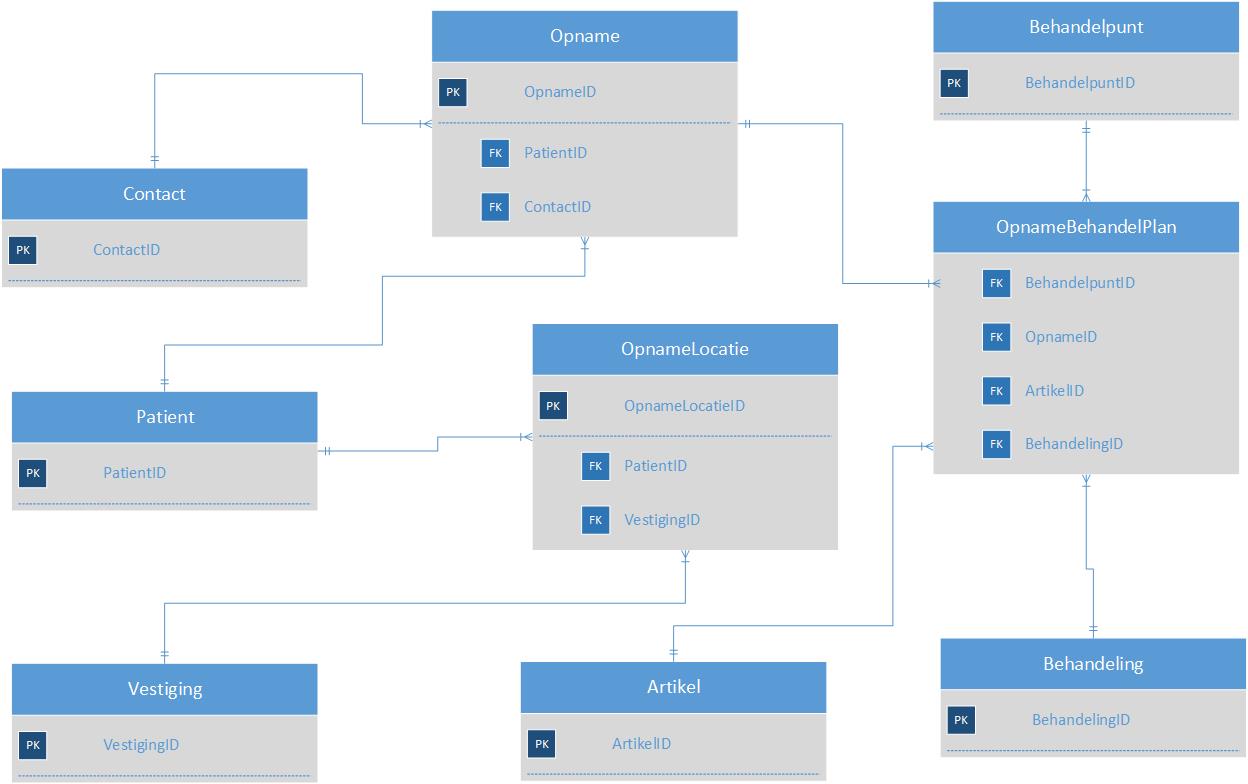 Opname
PK OpnameID
FK PatientID
FK ContactID
Behandelpunt
PK BehandelpuntID
Contact
PK ContactID
OpnameBehandelPlan
FK BehandelpuntID
FK OpnameID
FK ArtikelID
FK BehandelingID
OpnameLocatie
PK OpnameLocatieID
FK PatientID
FK VestigingID
Patient
PK PatientID
Vestiging
PK VestigingID
Artikel
PK ArtikelID
Behandeling
PK BehandelingID